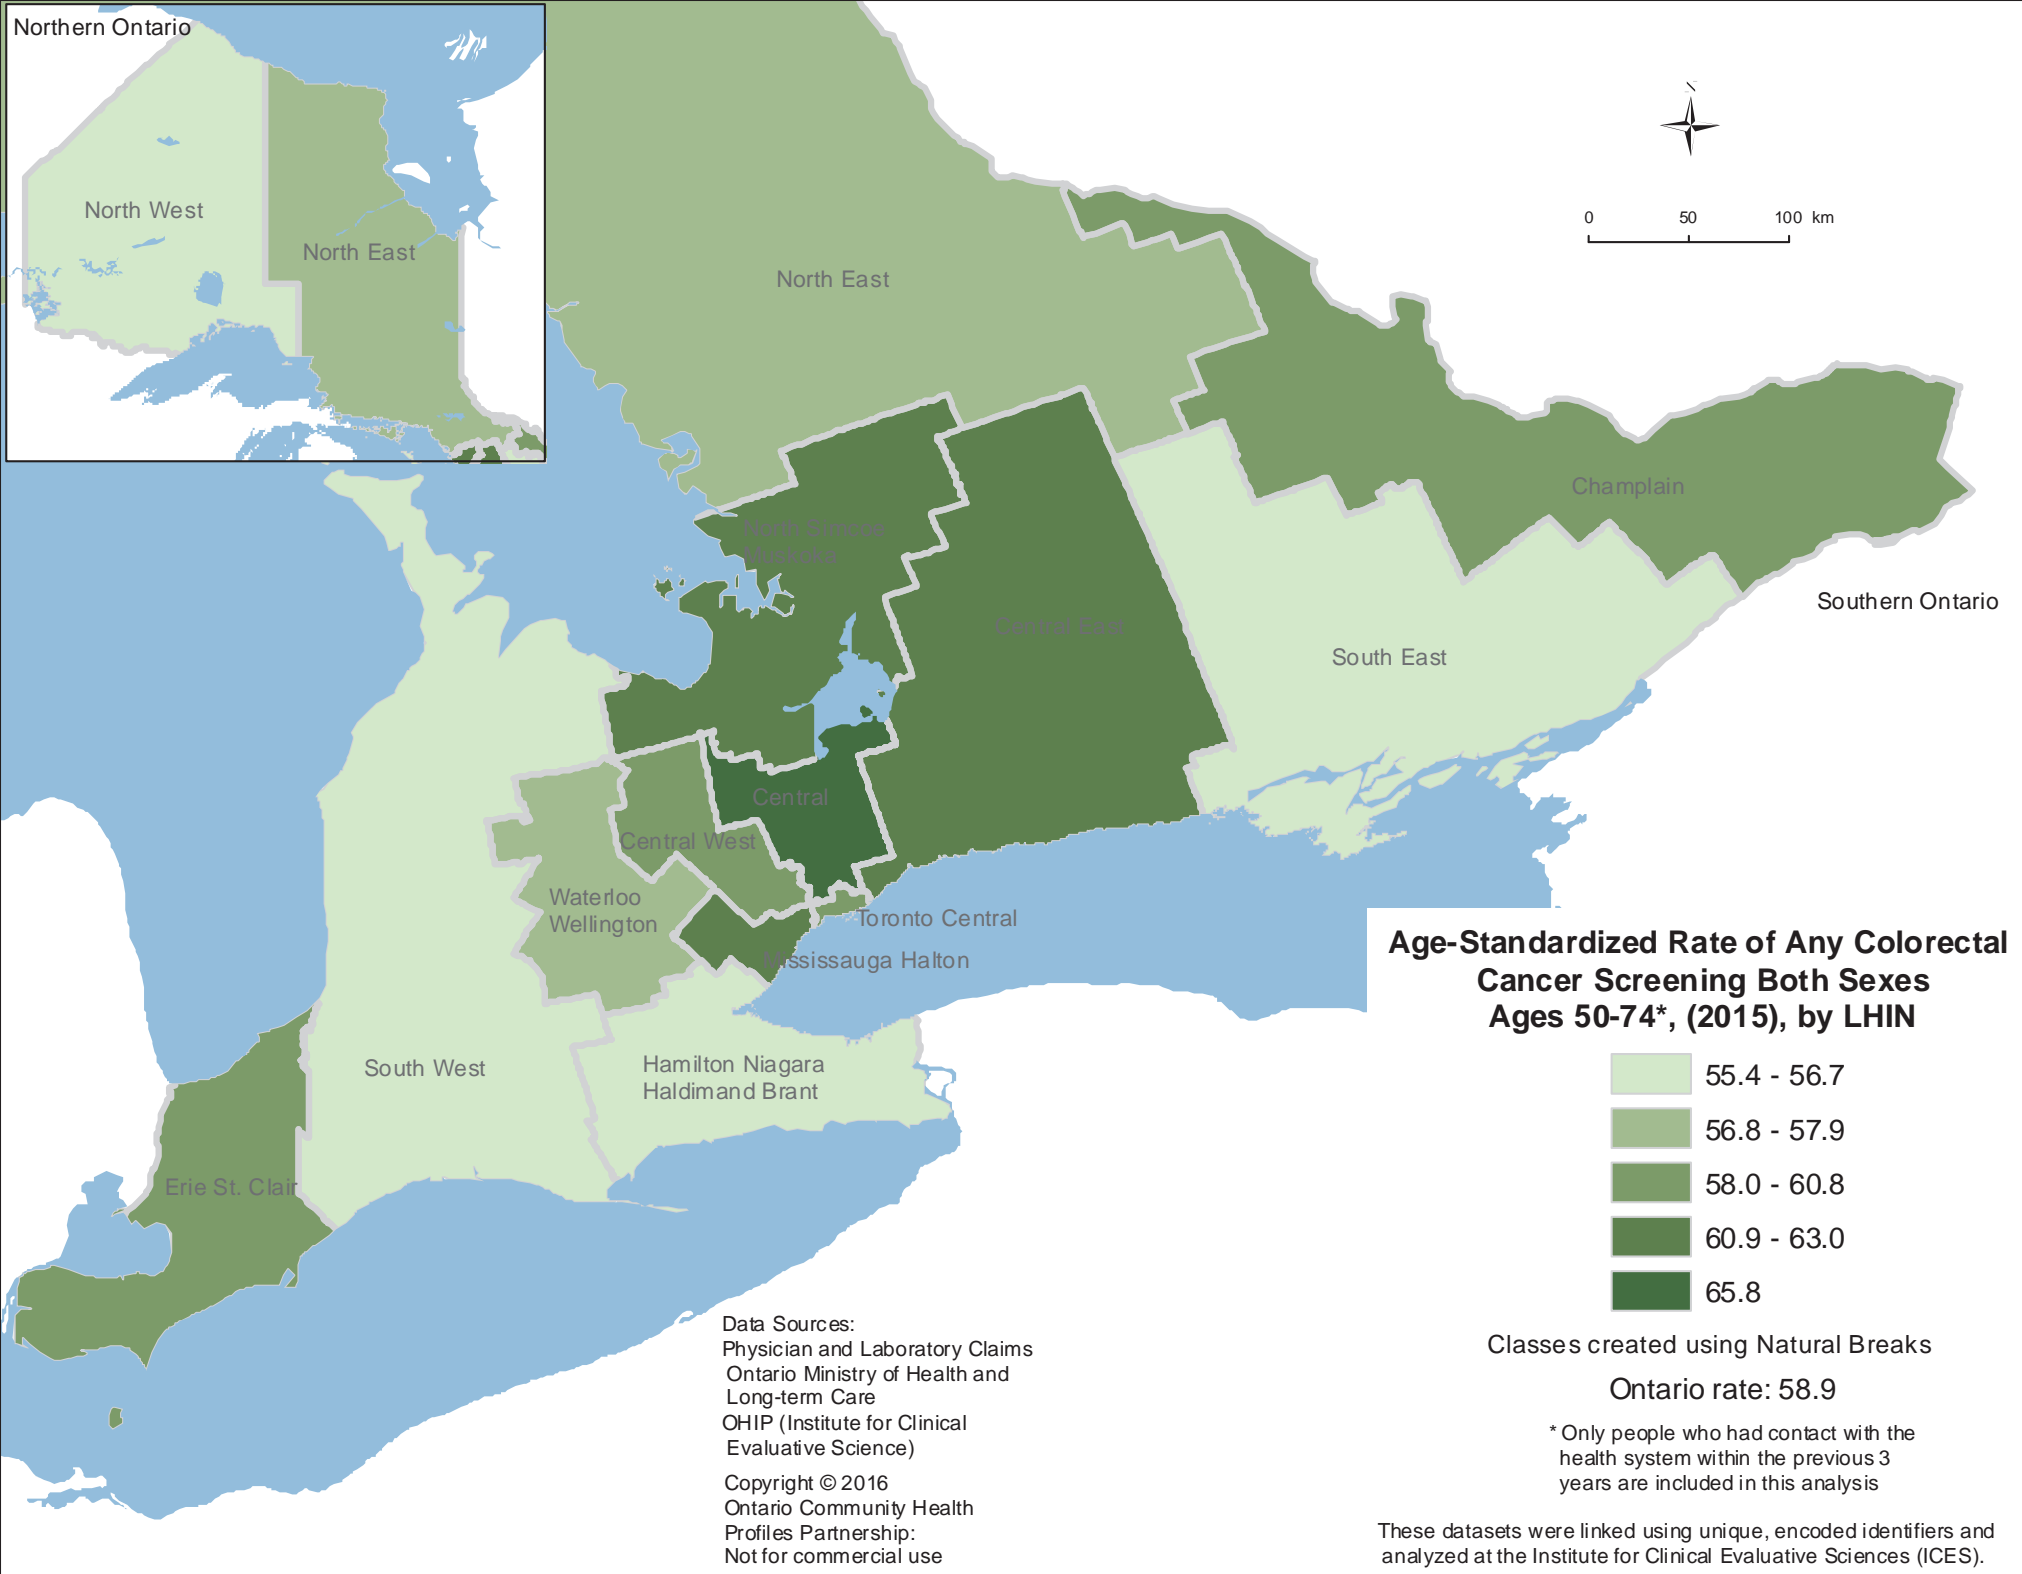 Northern Ontario
North West
North East
N
0 50 100 km
North East
Champlain
North Simcoe
Muskoka
Central East
Southern Ontario
South East
Central
Central West
Waterloo
Wellington
Toronto Central
Mississauga Halton
South West
Hamilton Niagara
Haldimand Brant
Erie St. Clair
Age-Standardized Rate of Any Colorectal
Cancer Screening Both Sexes
Ages 50-74*, (2015), by LHIN
55.4 - 56.7
56.8 - 57.9
58.0 - 60.8
60.9 - 63.0
65.8
Classes created using Natural Breaks
Ontario rate: 58.9
* Only people who had contact with the
health system within the previous 3
years are included in this analysis
These datasets were linked using unique, encoded identifiers and
analyzed at the Institute for Clinical Evaluative Sciences (ICES).
Data Sources:
Physician and Laboratory Claims
Ontario Ministry of Health and
Long-term Care
OHIP (Institute for Clinical
Evaluative Science)
Copyright © 2016
Ontario Community Health
Profiles Partnership:
Not for commercial use